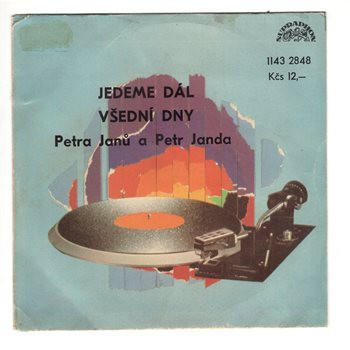 SUPRAPHON
1143 2848
Kčs 12,—
JEDEME DÁL
VŠEDNÍ DNY
Petra Janů a Petr Janda